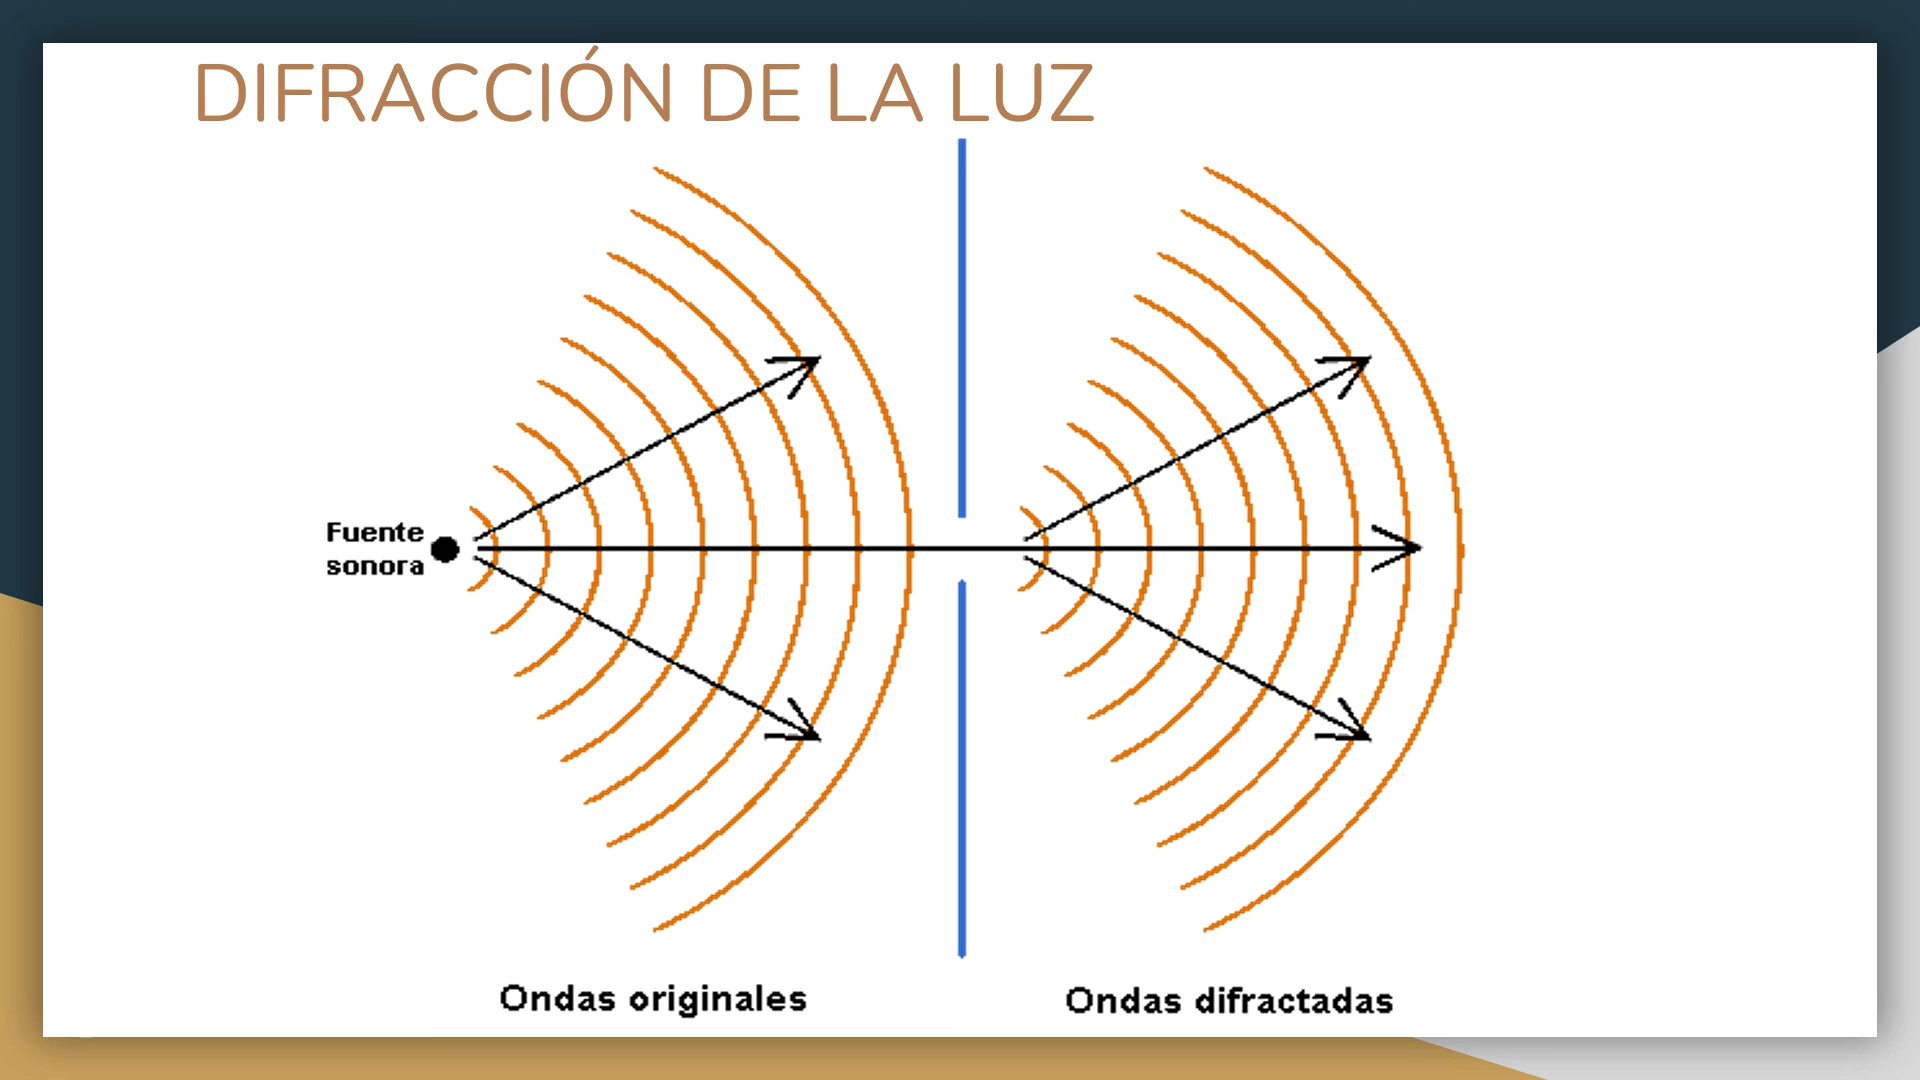 DIFRACCIÓN DE LA LUZ
Fuente
sonora
Ondas originales
Ondas difractadas